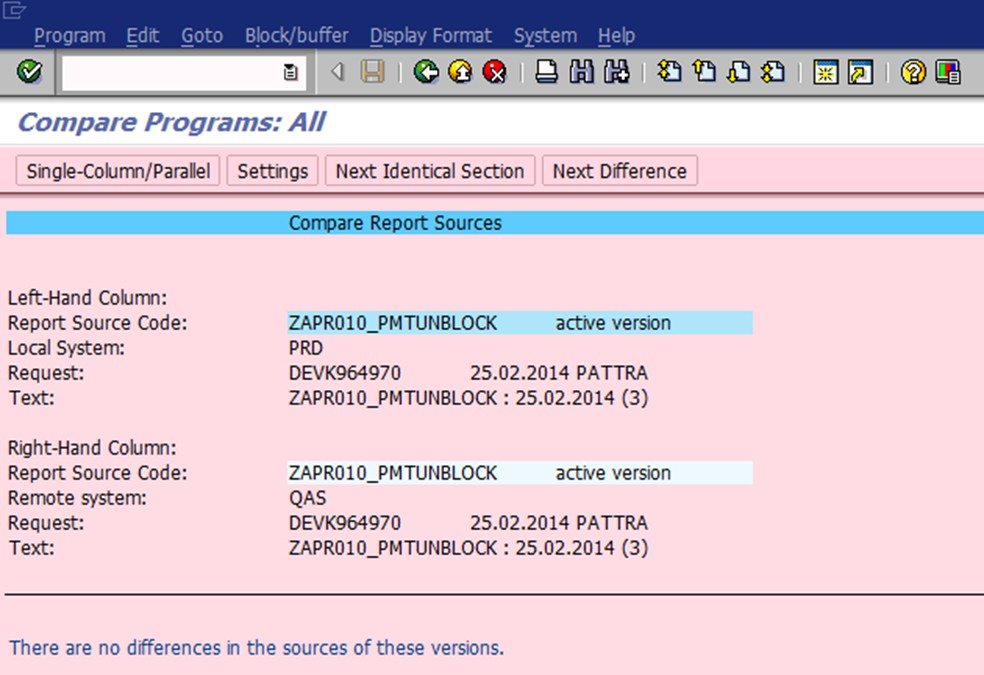 Program Edit Goto Block/buffer Display Format System Help
Compare Programs: All
Single-Column/Parallel Settings Next Identical Section Next Difference
Compare Report Sources
Left-Hand Column:
Report Source Code: ZAPR010_PMTUNBLOCK active version
Local System: PRD
Request: DEVK964970 25.02.2014 PATTRA
Text: ZAPR010_PMTUNBLOCK : 25.02.2014 (3)
Right-Hand Column:
Report Source Code: ZAPR010_PMTUNBLOCK active version
Remote system: QAS
Request: DEVK964970 25.02.2014 PATTRA
Text: ZAPR010_PMTUNBLOCK : 25.02.2014 (3)
There are no differences in the sources of these versions.